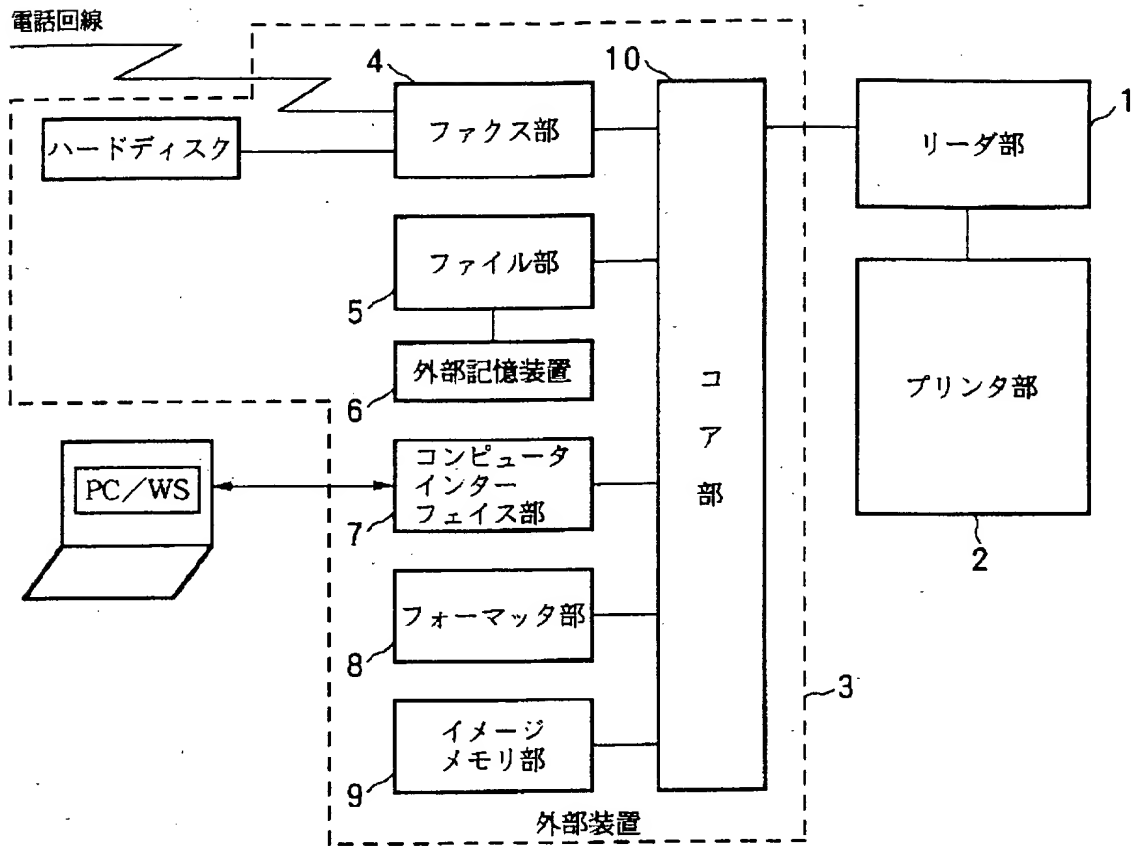 電話回線
4
10
1
ファクス部
リーダ部
ハードディスク
ファイル部
5
外部記憶装置
6
コア部
プリンタ部
2
PC/WS
コンピュータ
インター
フェイス部
7
フォーマッタ部
8
3
イメージ
メモリ部
9
外部装置